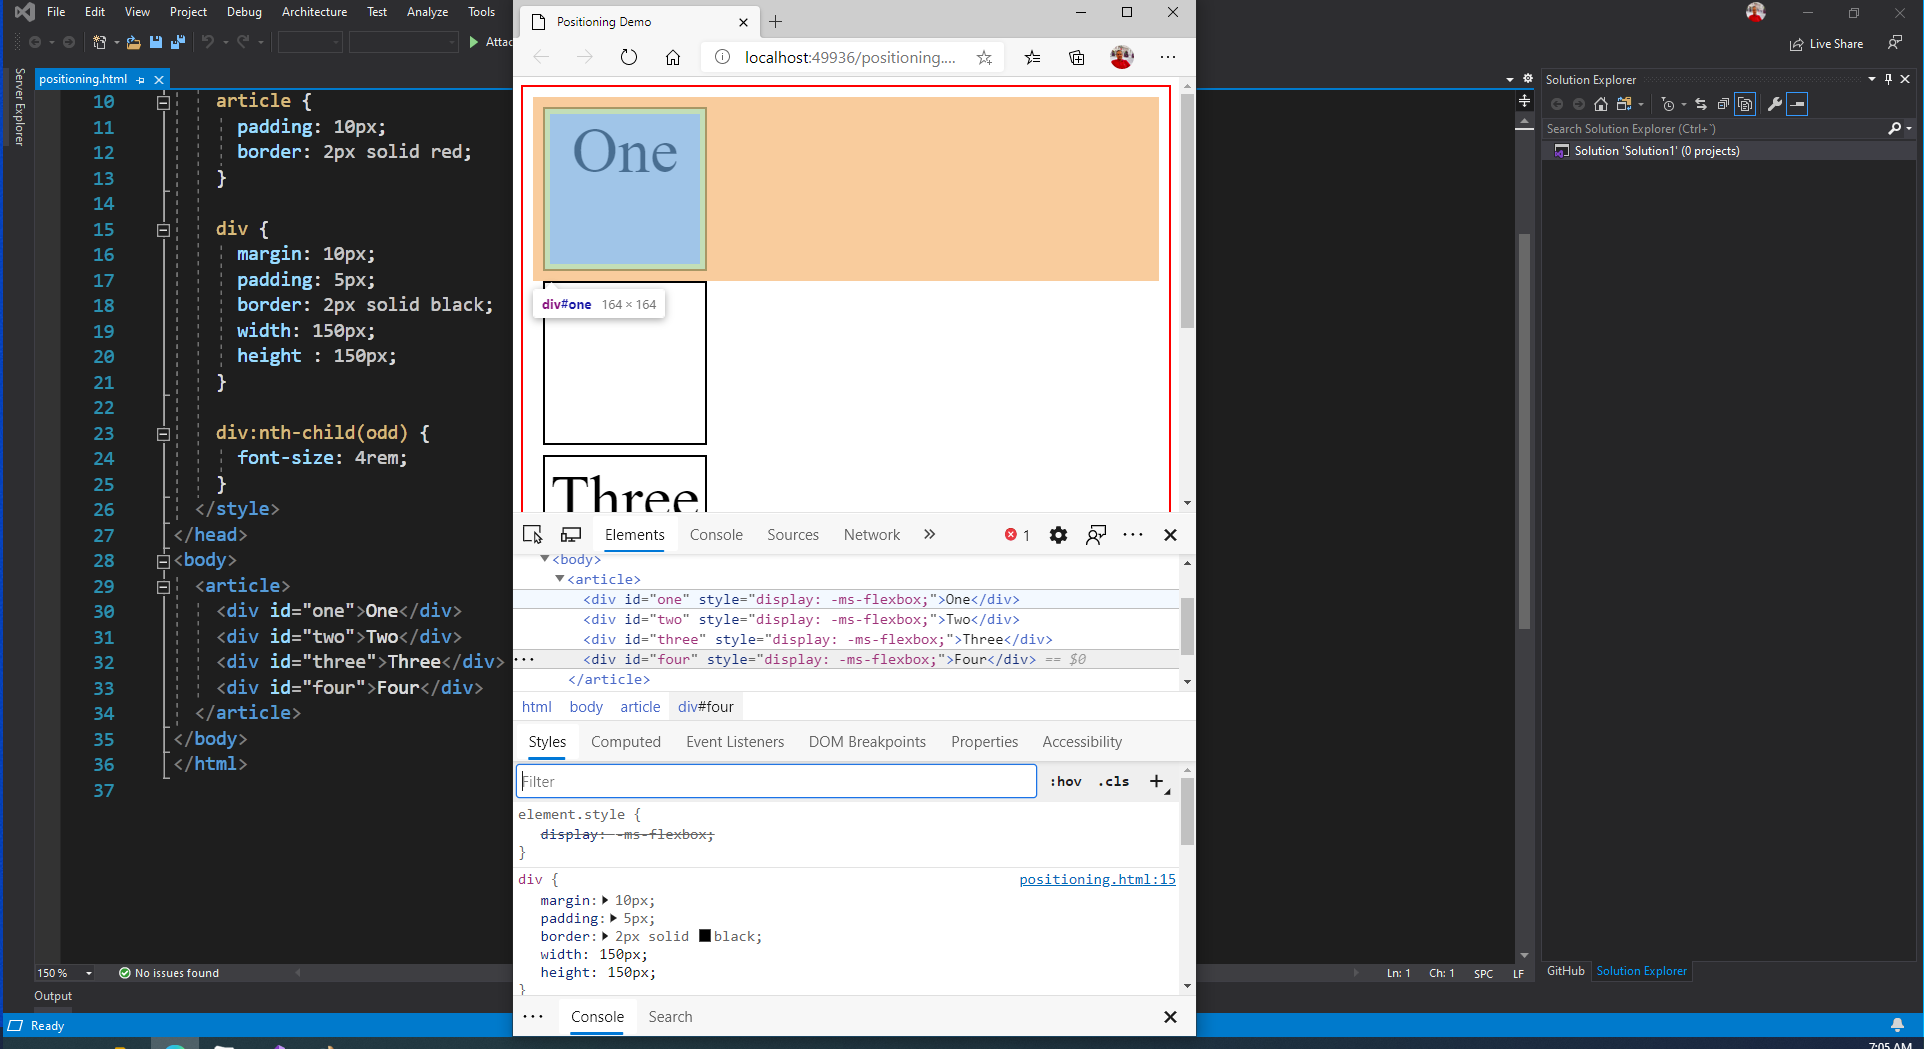 File Edit View Project Debug Architecture Test Analyze Tools
Attac
Live Share
Server Explorer
positioning.html
10 article {
11 padding: 10px;
12 border: 2px solid red;
13 }
14
15 div {
16 margin: 10px;
17 padding: 5px;
18 border: 2px solid black;
19 width: 150px;
20 height : 150px;
21 }
22
23 div:nth-child(odd) {
24 font-size: 4rem;
25 }
26 </style>
27 </head>
28 <body>
29 <article>
30 <div id="one">One</div>
31 <div id="two">Two</div>
32 <div id="three">Three</div>
33 <div id="four">Four</div>
34 </article>
35 </body>
36 </html>
37
150 %
No issues found
Ln: 1 Ch: 1 SPC LF
Output
Ready
Positioning Demo
localhost:49936/positioning....
One
div#one 164 × 164
Three
Elements Console Sources Network 1
<body>
<article>
<div id="one" style="display: -ms-flexbox;">One</div>
<div id="two" style="display: -ms-flexbox;">Two</div>
<div id="three" style="display: -ms-flexbox;">Three</div>
<div id="four" style="display: -ms-flexbox;">Four</div> == $0
</article>
html body article div#four
Styles Computed Event Listeners DOM Breakpoints Properties Accessibility
Filter :hov .cls +
element.style {
display: -ms-flexbox;
}
div { positioning.html:15
margin: 10px;
padding: 5px;
border: 2px solid black;
width: 150px;
height: 150px;
}
Console Search
Solution Explorer
Search Solution Explorer (Ctrl+¨)
Solution 'Solution1' (0 projects)
GitHub Solution Explorer
7:05 AM